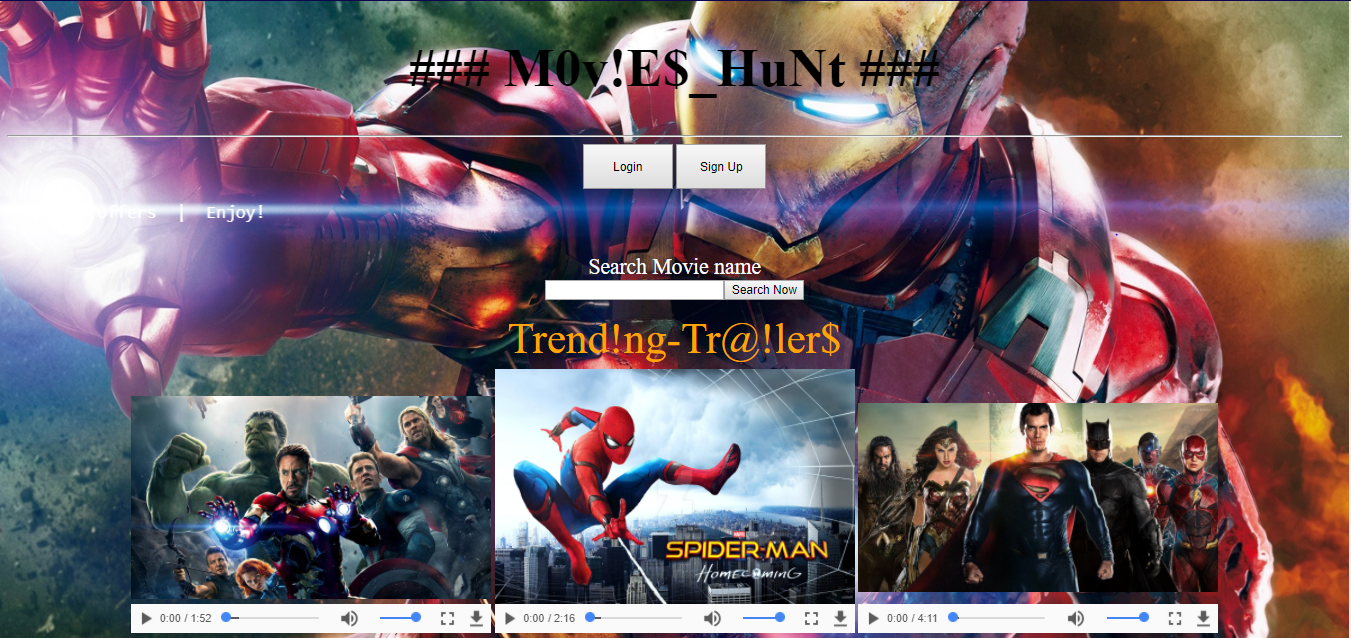 ### M0v!E$_HuNt ###
Login Sign Up
| Enjoy!
Search Movie name
Search Now
Trend!ng-Tr@!ler$
SPIDER-MAN
HOMECOMING
0:00 / 1:52
0:00 / 2:16
0:00 / 4:11